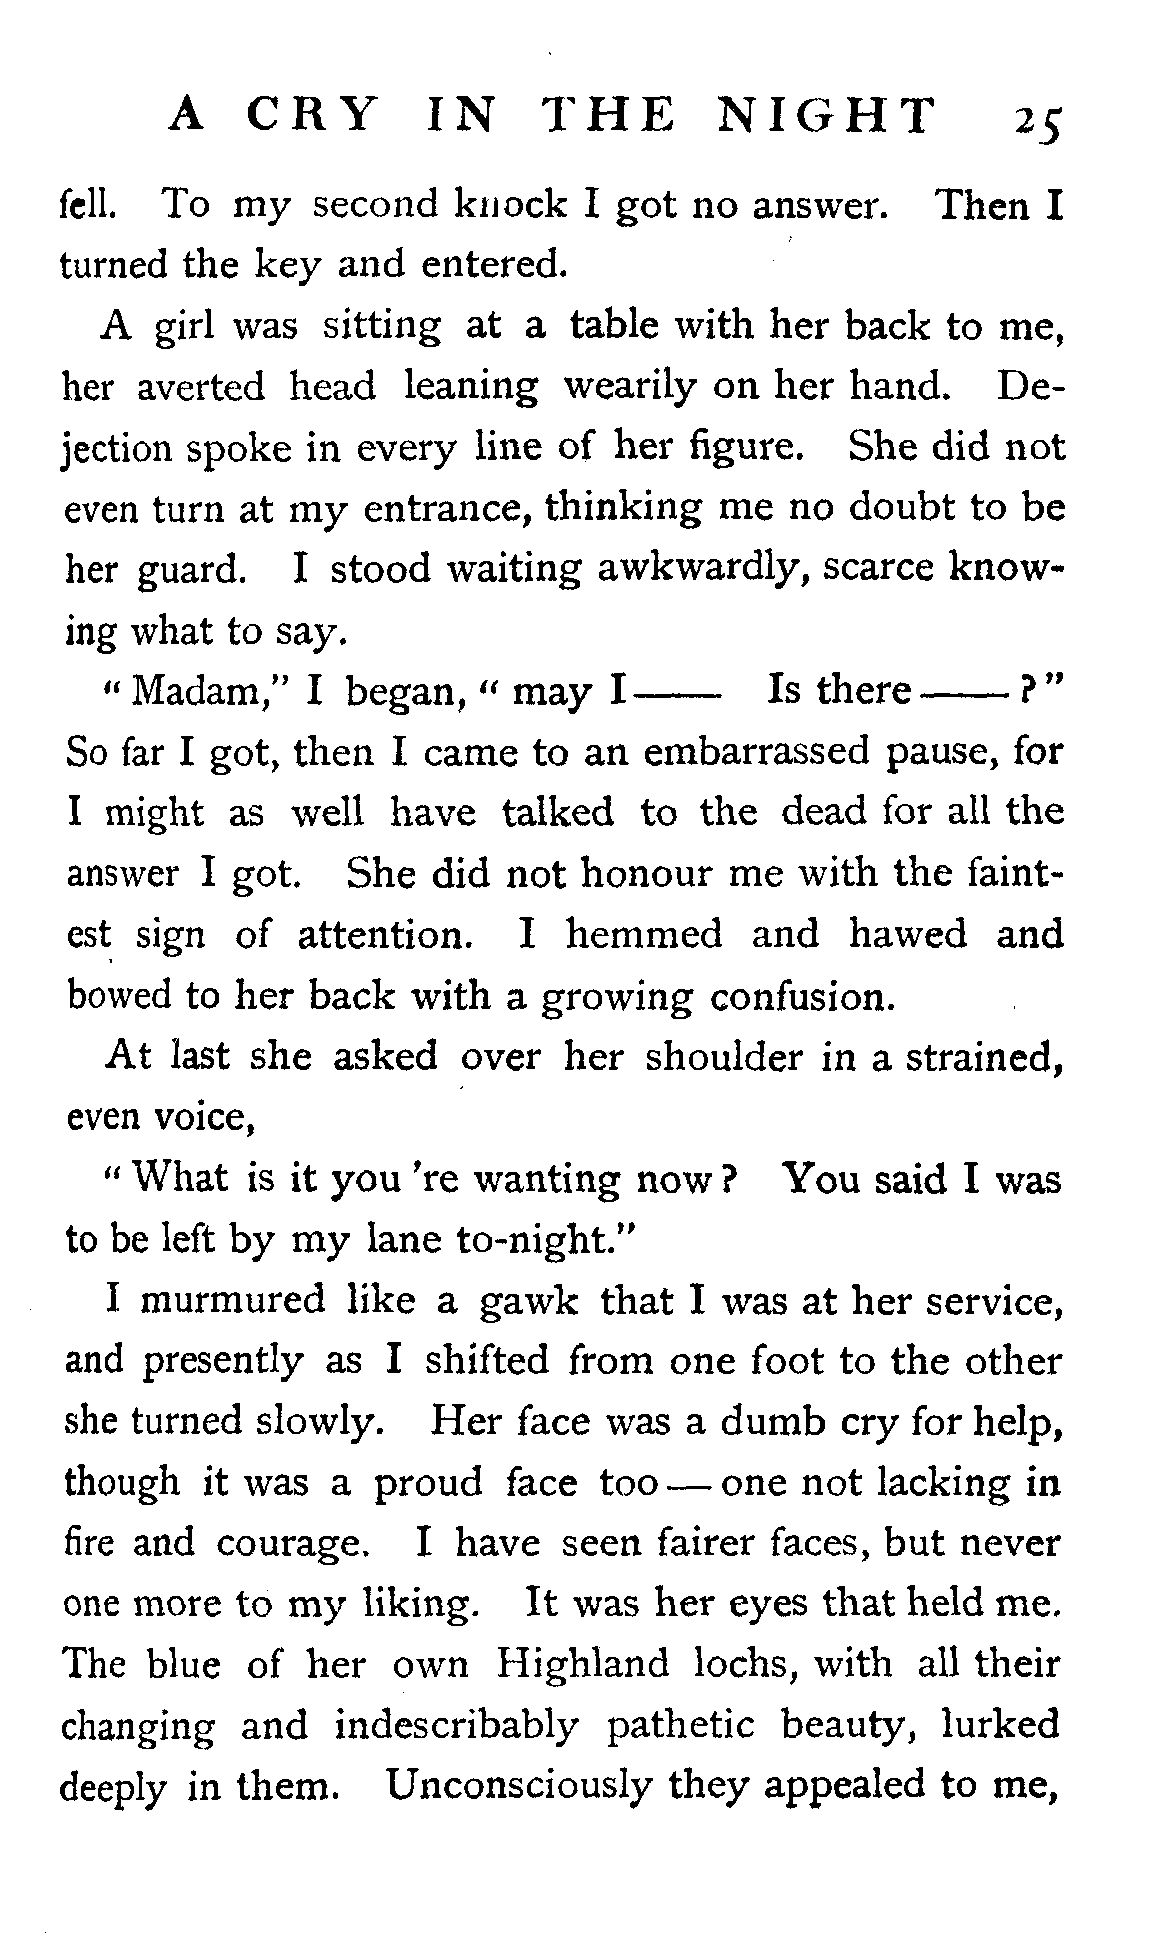 A CRY IN THE NIGHT 25
fell. To my second knock I got no answer. Then I
turned the key and entered.
A girl was sitting at a table with her back to me,
her averted head leaning wearily on her hand. De-
jection spoke in every line of her figure. She did not
even turn at my entrance, thinking me no doubt to be
her guard. I stood waiting awkwardly, scarce know-
ing what to say.
“ Madam,” I began, “ may I—— Is there —— ? ”
So far I got, then I came to an embarrassed pause, for
I might as well have talked to the dead for all the
answer I got. She did not honour me with the faint-
est sign of attention. I hemmed and hawed and
bowed to her back with a growing confusion.
At last she asked over her shoulder in a strained,
even voice,
“ What is it you 're wanting now ? You said I was
to be left by my lane to-night.”
I murmured like a gawk that I was at her service,
and presently as I shifted from one foot to the other
she turned slowly. Her face was a dumb cry for help,
though it was a proud face too — one not lacking in
fire and courage. I have seen fairer faces, but never
one more to my liking. It was her eyes that held me.
The blue of her own Highland lochs, with all their
changing and indescribably pathetic beauty, lurked
deeply in them. Unconsciously they appealed to me,